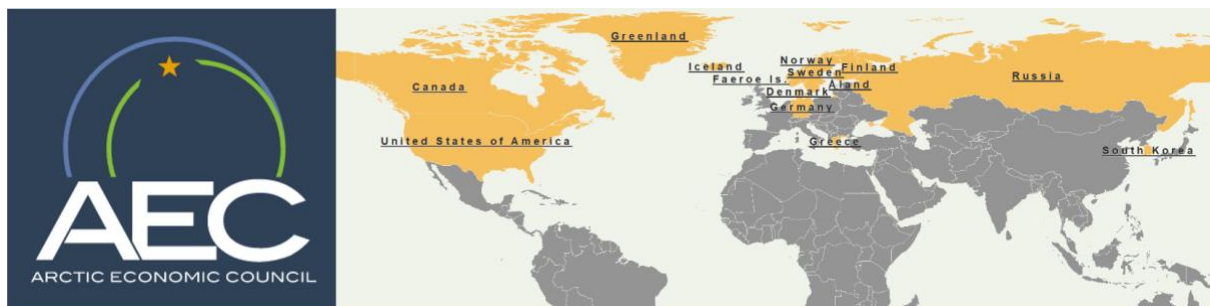 AEC
ARCTIC ECONOMIC COUNCIL
Greenland
Iceland
Norway
Faeroe Is.
Sweden
Finland
Canada
Denmark
Åland
Russia
Germany
United States of America
Greece
South Korea